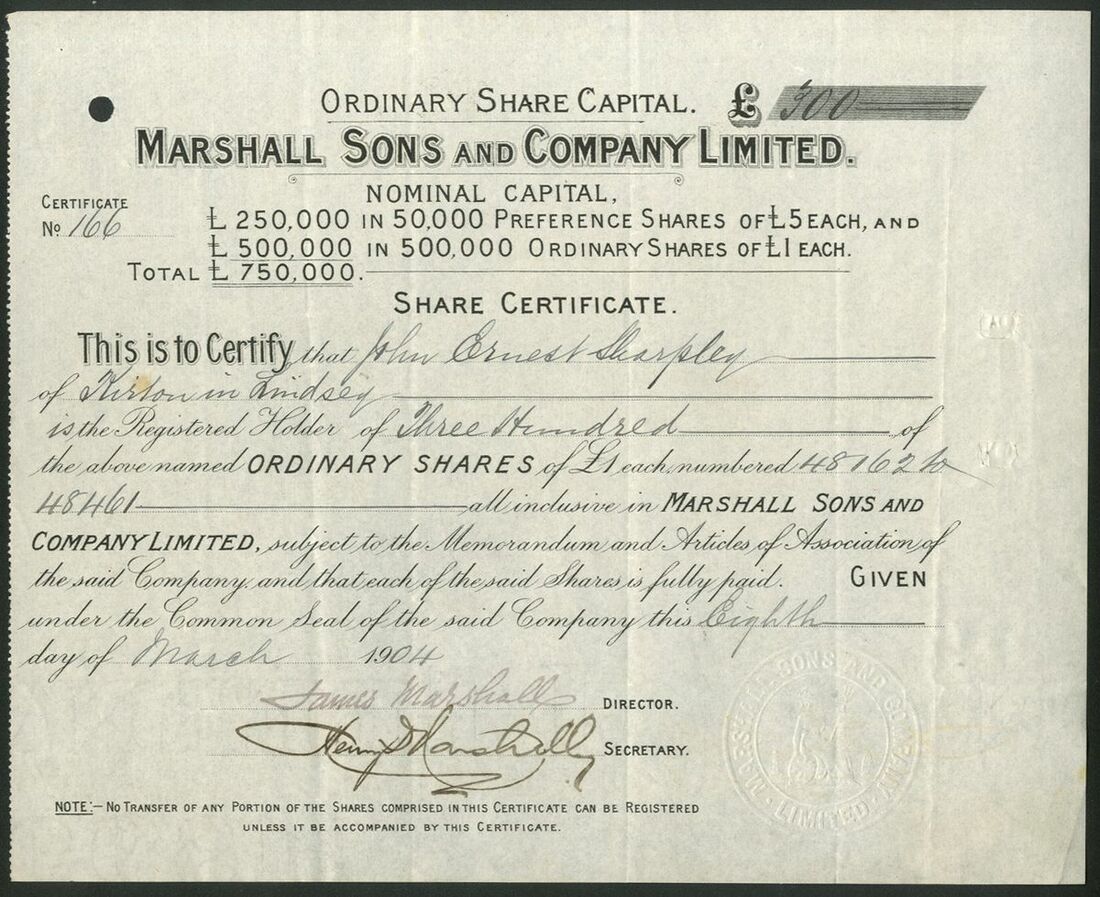 ORDINARY SHARE CAPITAL. £ 300
MARSHALL SONS AND COMPANY LIMITED.
NOMINAL CAPITAL,
CERTIFICATE
No 166
£ 250,000 IN 50,000 PREFERENCE SHARES OF £5 EACH, AND
£ 500,000 IN 500,000 ORDINARY SHARES OF £1 EACH.
TOTAL £ 750,000.
SHARE CERTIFICATE.
This is to Certify that John Ernest Sharpley
of Kirton in Lindsey
is the Registered Holder of Three Hundred of
the above named ORDINARY SHARES of £1 each, numbered 48162 to
48461 all inclusive in MARSHALL SONS AND
COMPANY LIMITED, subject to the Memorandum and Articles of Association of
the said Company, and that each of the said Shares is fully paid. GIVEN
under the Common Seal of the said Company this Eighth
day of March 1904
James Marshall DIRECTOR.
Henry D Marshall SECRETARY.
MARSHALL SONS AND COMPANY LIMITED
NOTE:- NO TRANSFER OF ANY PORTION OF THE SHARES COMPRISED IN THIS CERTIFICATE CAN BE REGISTERED
UNLESS IT BE ACCOMPANIED BY THIS CERTIFICATE.